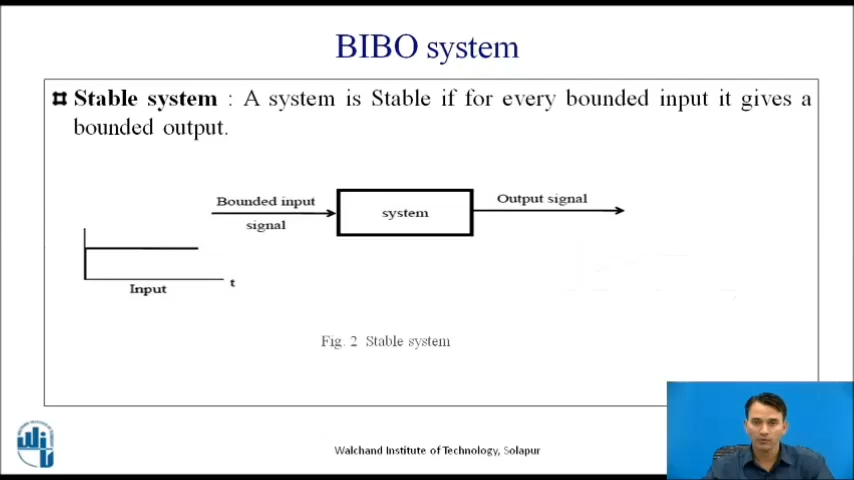 BIBO system
Stable system : A system is Stable if for every bounded input it gives a
bounded output.
Bounded input
signal
system
Output signal
t
Input
Fig. 2 Stable system
Walchand Institute of Technology, Solapur